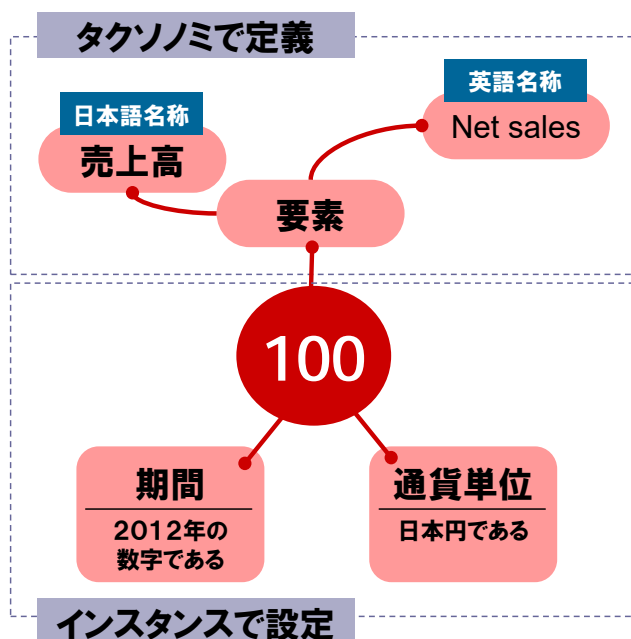 タクソノミで定義
英語名称
Net sales
日本語名称
売上高
要素
100
期間
2012年の
数字である
通貨単位
日本円である
インスタンスで設定